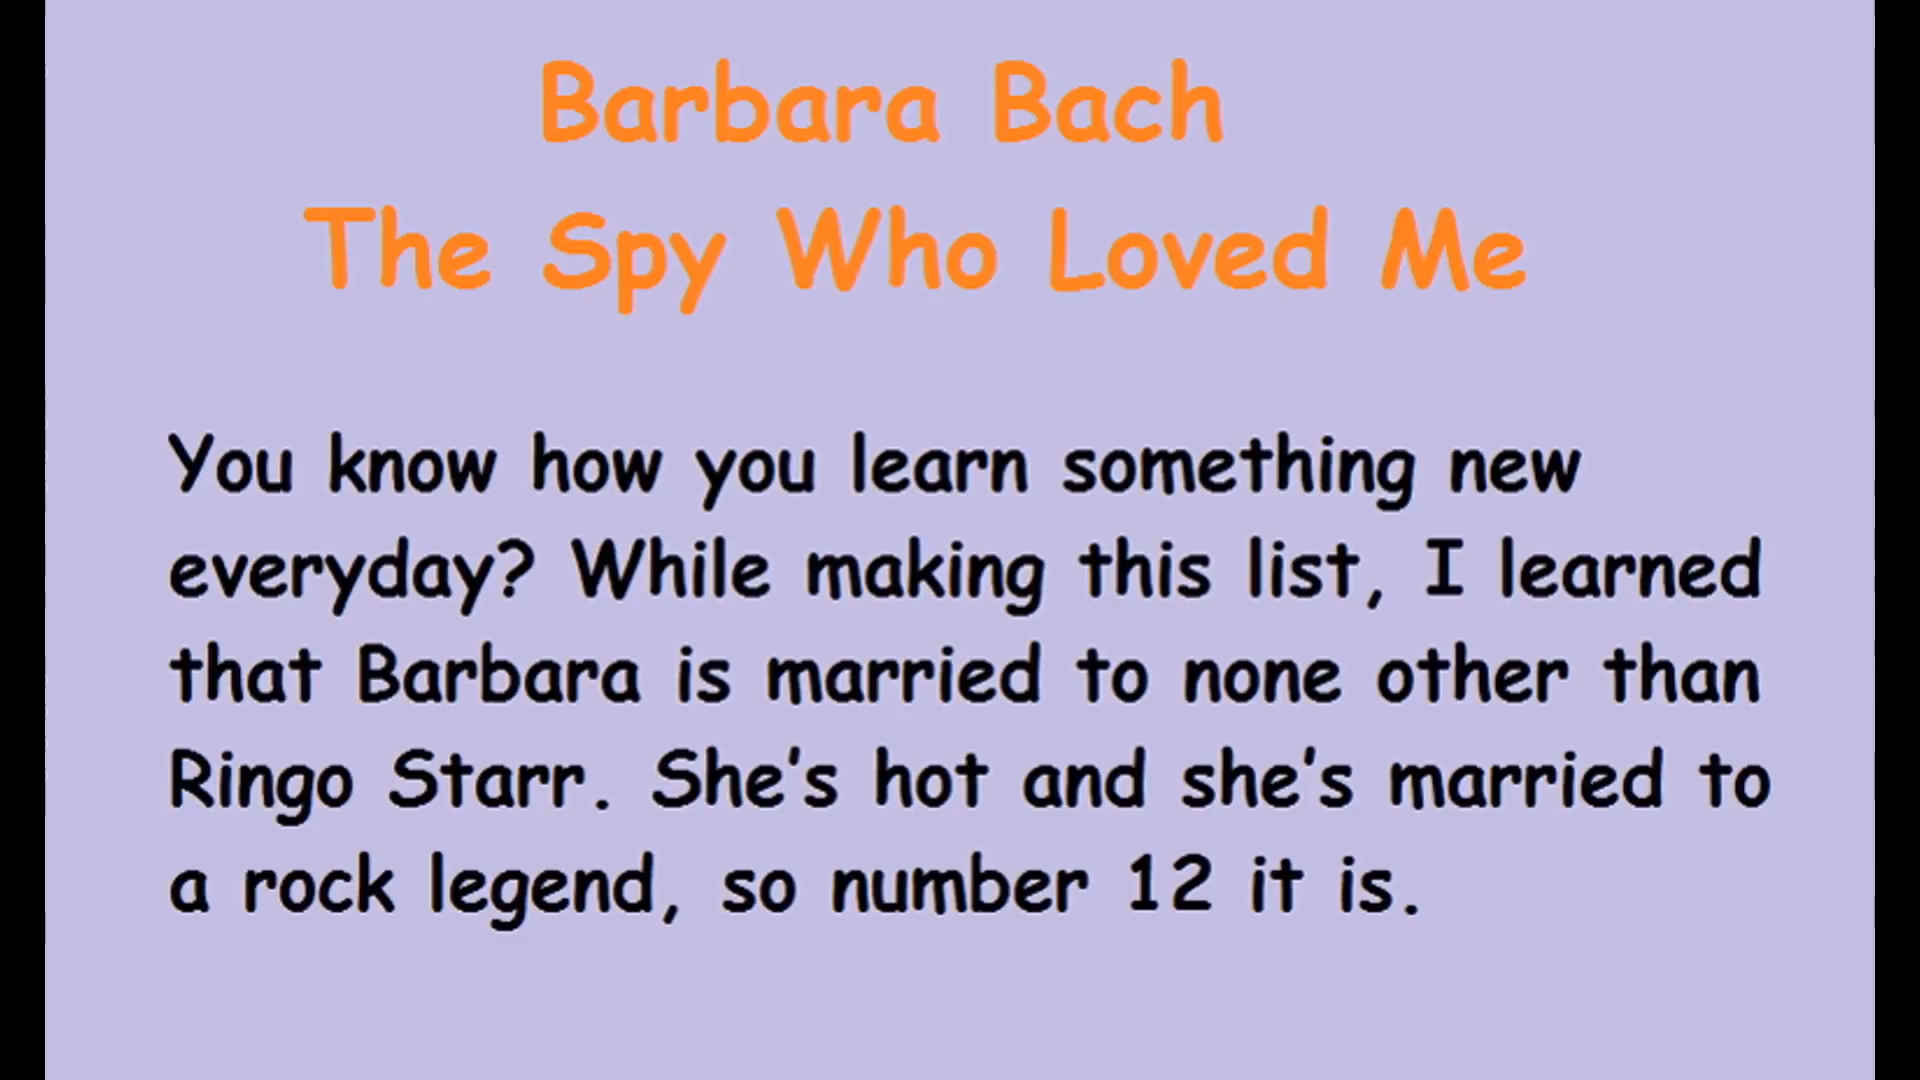 Barbara Bach
The Spy Who Loved Me
You know how you learn something new
everyday? While making this list, I learned
that Barbara is married to none other than
Ringo Starr. She's hot and she's married to
a rock legend, so number 12 it is.